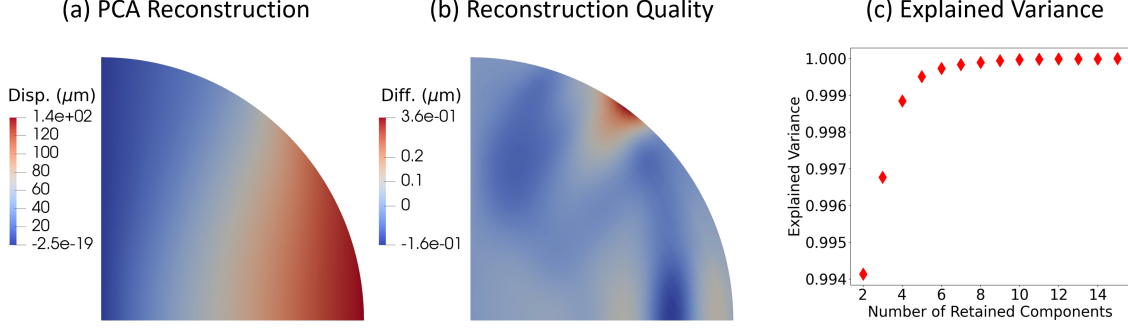 (a) PCA Reconstruction
Disp. (μm)
1.4e+02
120
100
80
60
40
20
-2.5e-19
(b) Reconstruction Quality
Diff. (μm)
3.6e-01
0.2
0.1
0
-1.6e-01
(c) Explained Variance
Explained Variance
1.000
0.999
0.998
0.997
0.996
0.995
0.994
2 4 6 8 10 12 14
Number of Retained Components